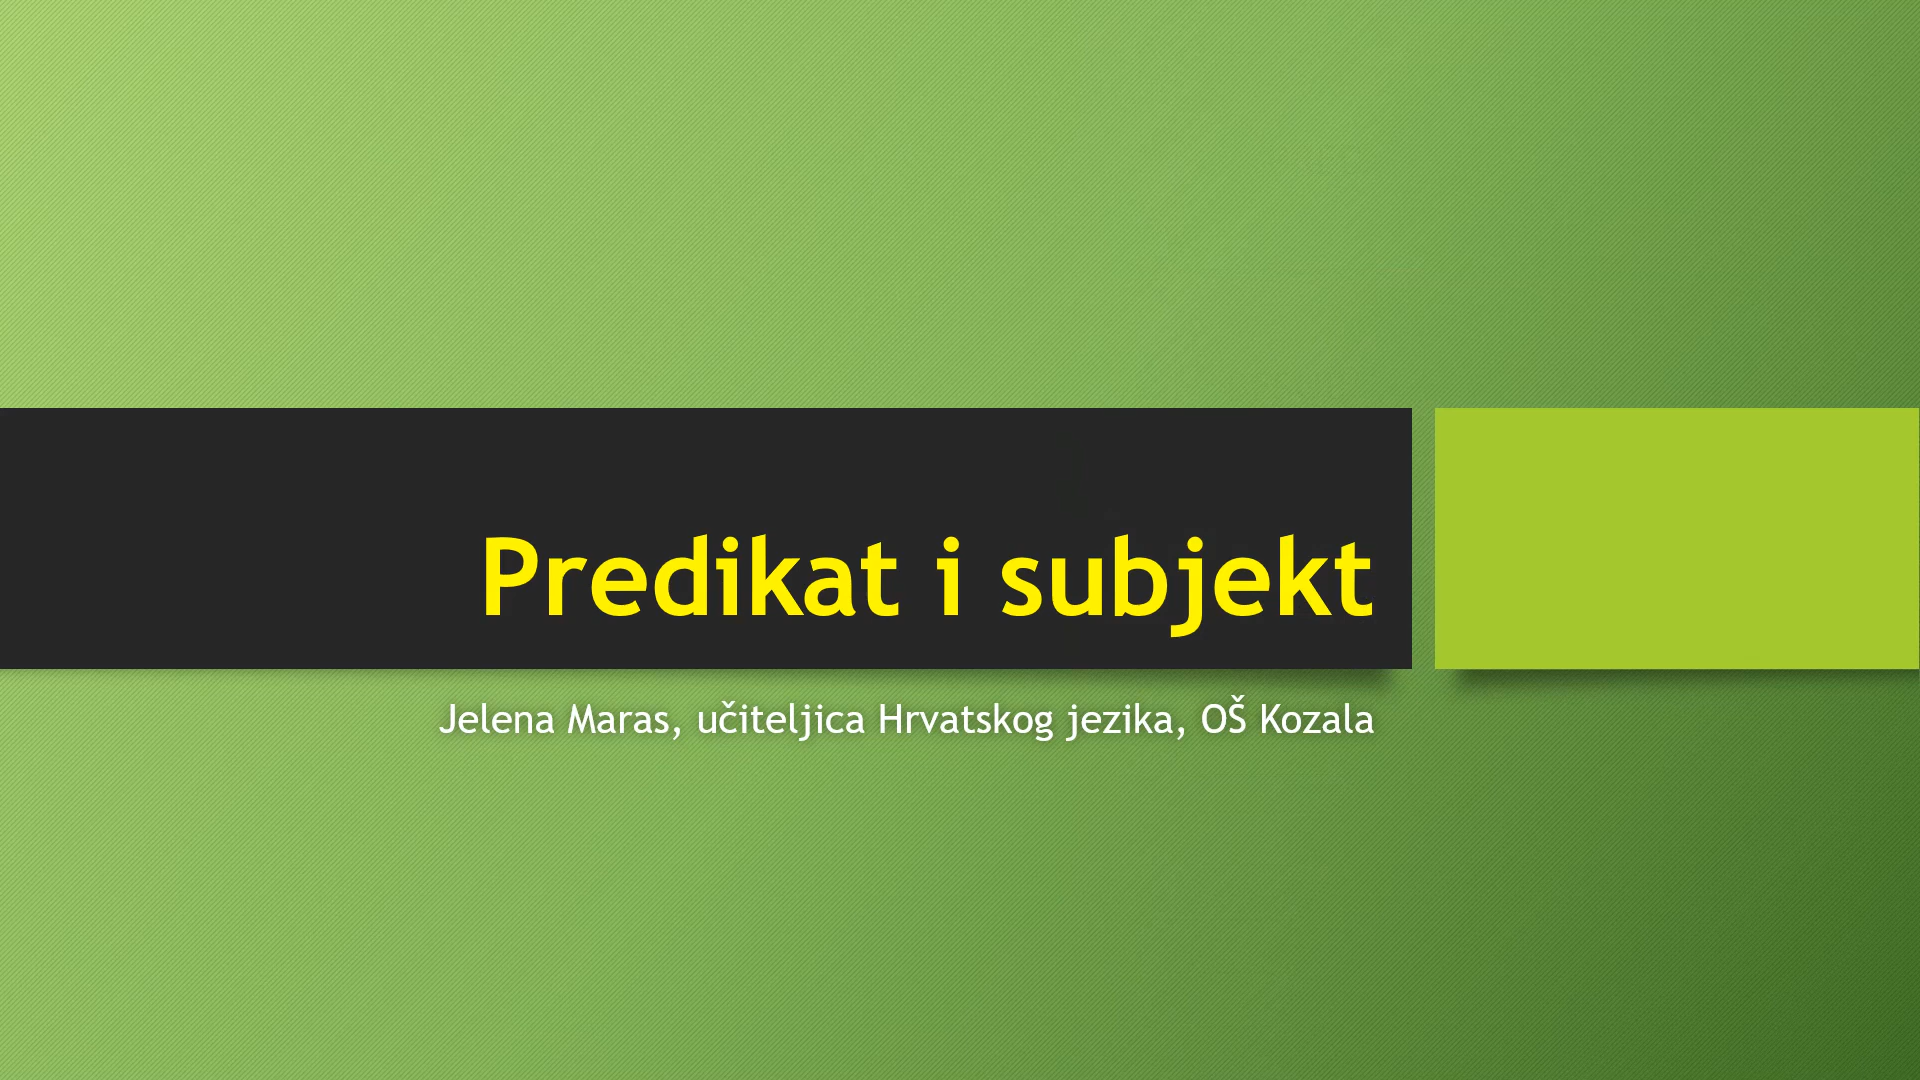 Predikat i subjekt
Jelena Maras, učiteljica Hrvatskog jezika, OŠ Kozala